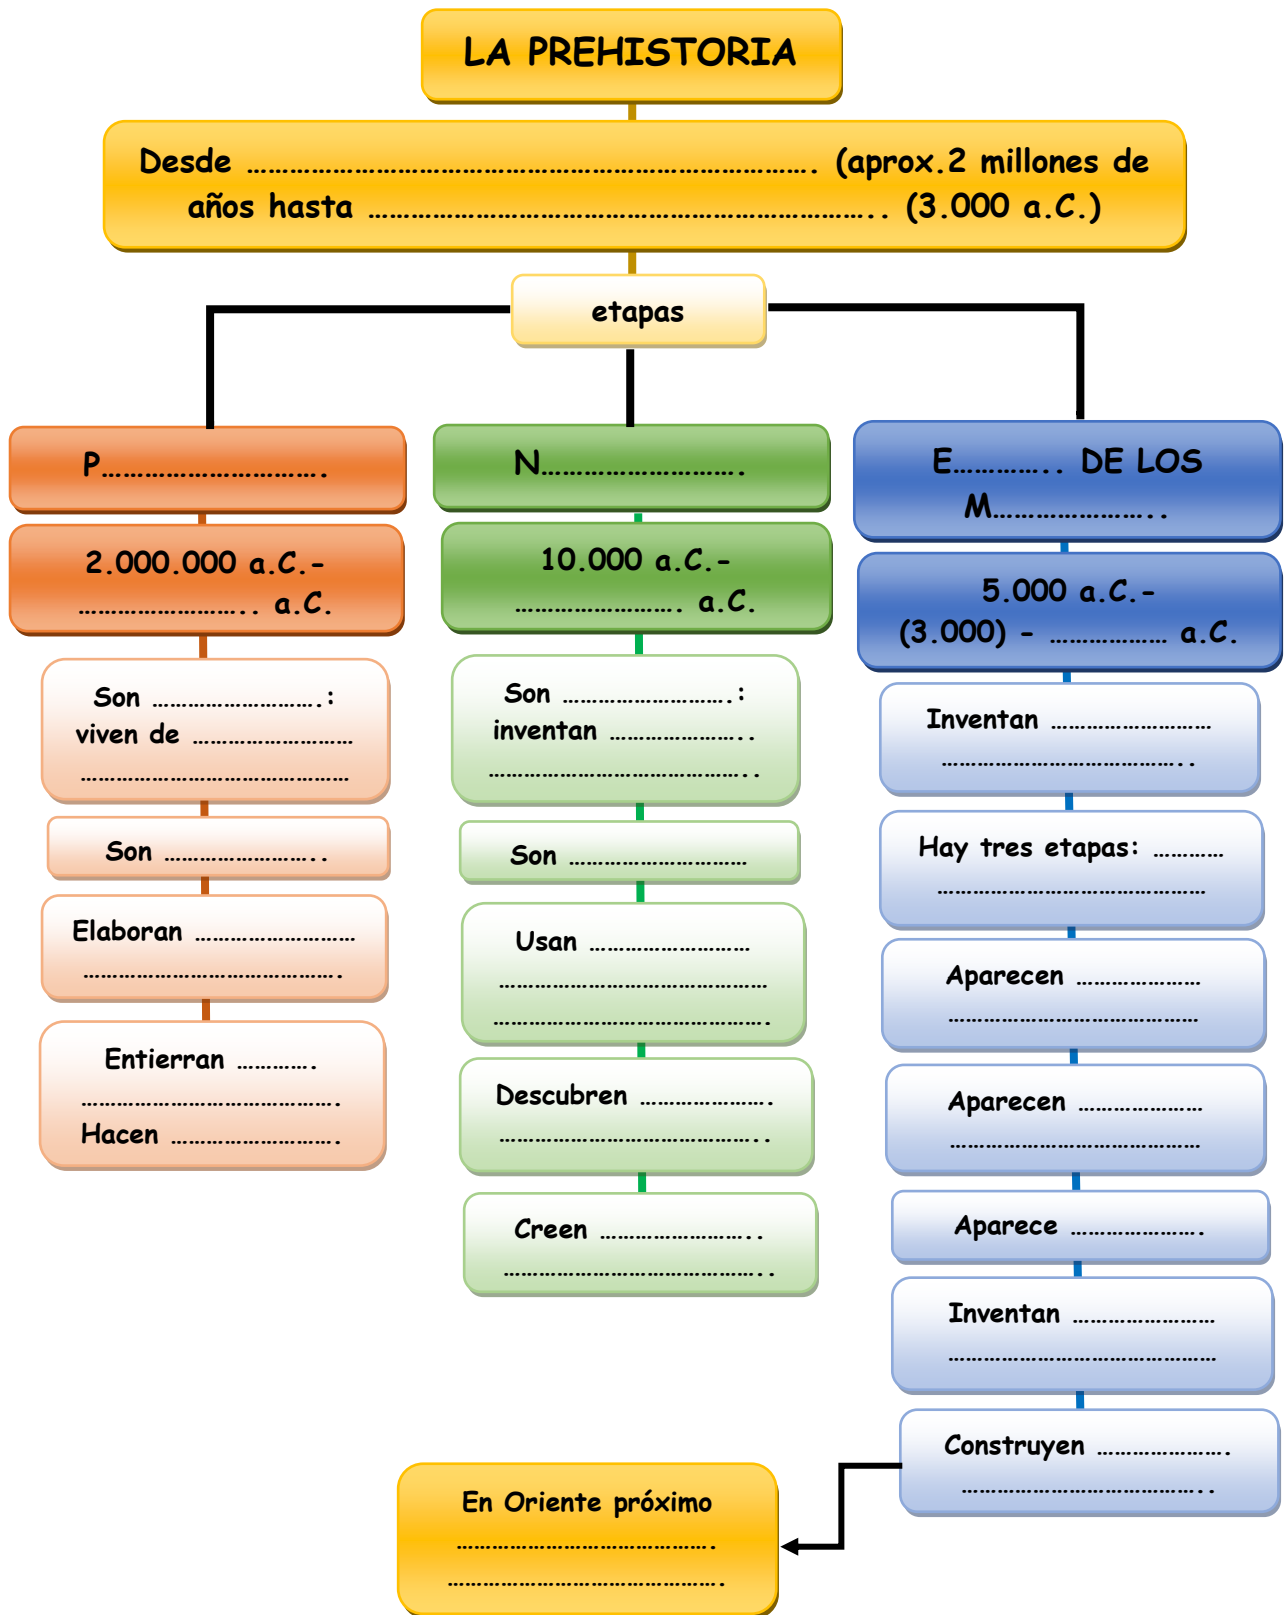 LA PREHISTORIA
Desde ……………………………………………………………………. (aprox.2 millones de
años hasta …………………………………………………………….. (3.000 a.C.)
etapas
P………………………….
2.000.000 a.C.-
………………….. a.C.
Son …………………….:
viven de ……………………
……………………………………
Son …………………..
Elaboran ……………………
………………………………….
Entierran ………….
………………………………….
Hacen …………………….
N……………………….
10.000 a.C.-
……………………. a.C.
Son …………………….:
inventan ………………..
…………………………………..
Son ………………………
Usan ……………………
……………………………………
…………………………………….
Descubren ……………….
…………………………………..
Creen …………………..
…………………………………..
E………….. DE LOS
M…………………..
5.000 a.C.-
(3.000) - ……………… a.C.
Inventan ……………………
………………………………..
Hay tres etapas: …………
……………………………………
Aparecen ………………
…………………………………
Aparecen ………………
…………………………………
Aparece ……………….
Inventan …………………
……………………………………
Construyen ……………….
………………………………..
En Oriente próximo
………………………………….
…………………………………….